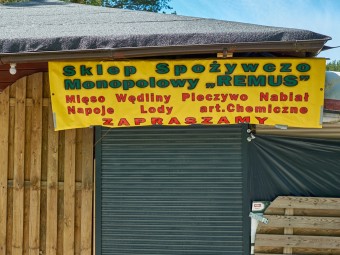 Sklep Spożywczo
Monopolowy „REMUS"
Mięso Wędliny Pieczywo Nabiał
Napoje Lody art.Chemiczne
ZAPRASZAMY